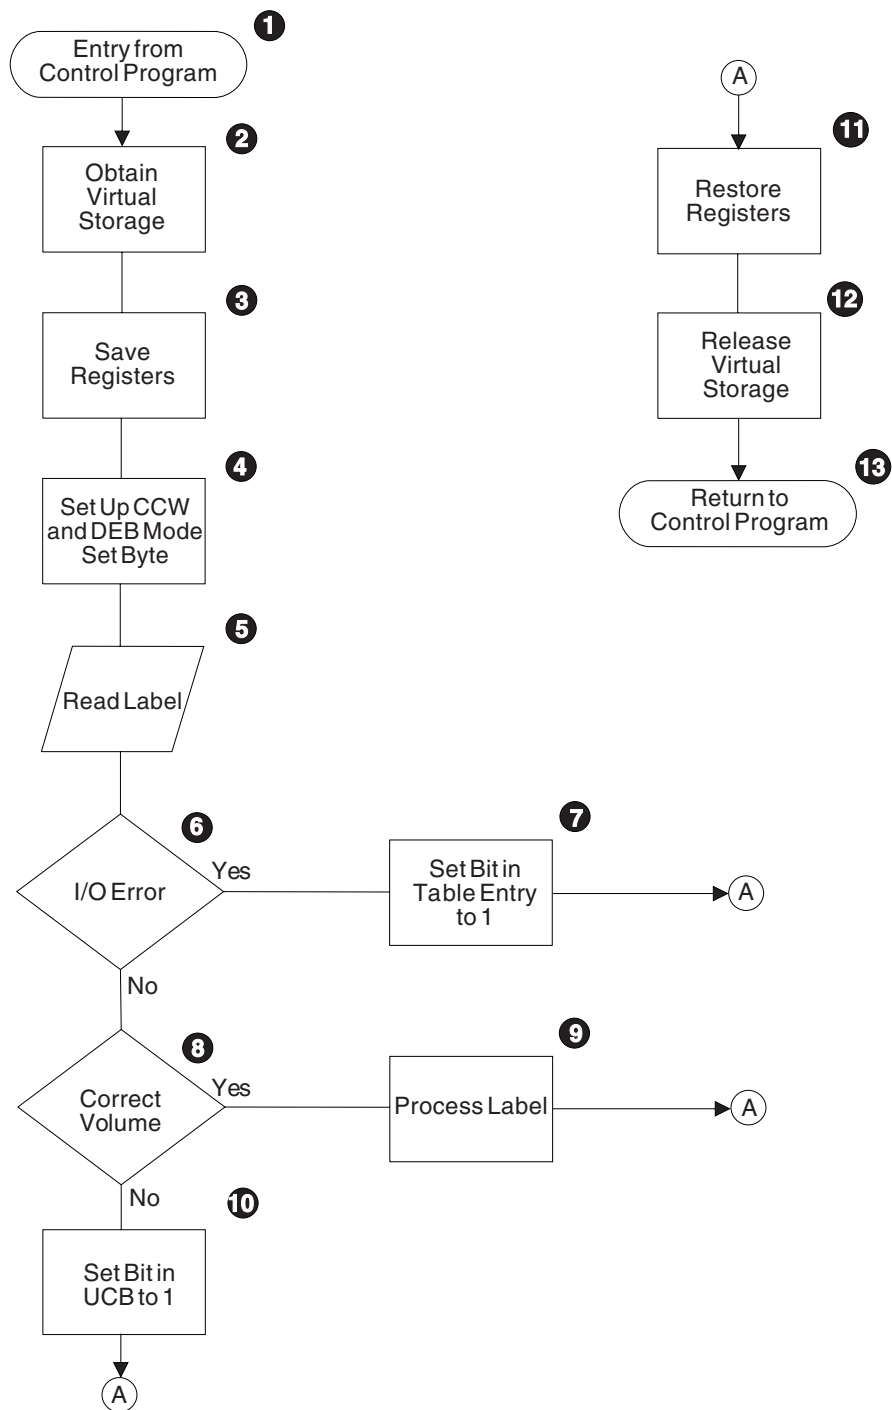 1
Entry from
Control Program
2
Obtain
Virtual
Storage
3
Save
Registers
4
Set Up CCW
and DEB Mode
Set Byte
5
Read Label
6
I/O Error
Yes
No
7
Set Bit in
Table Entry
to 1
A
8
Correct
Volume
Yes
No
9
Process Label
A
10
Set Bit in
UCB to 1
A
A
11
Restore
Registers
12
Release
Virtual
Storage
13
Return to
Control Program